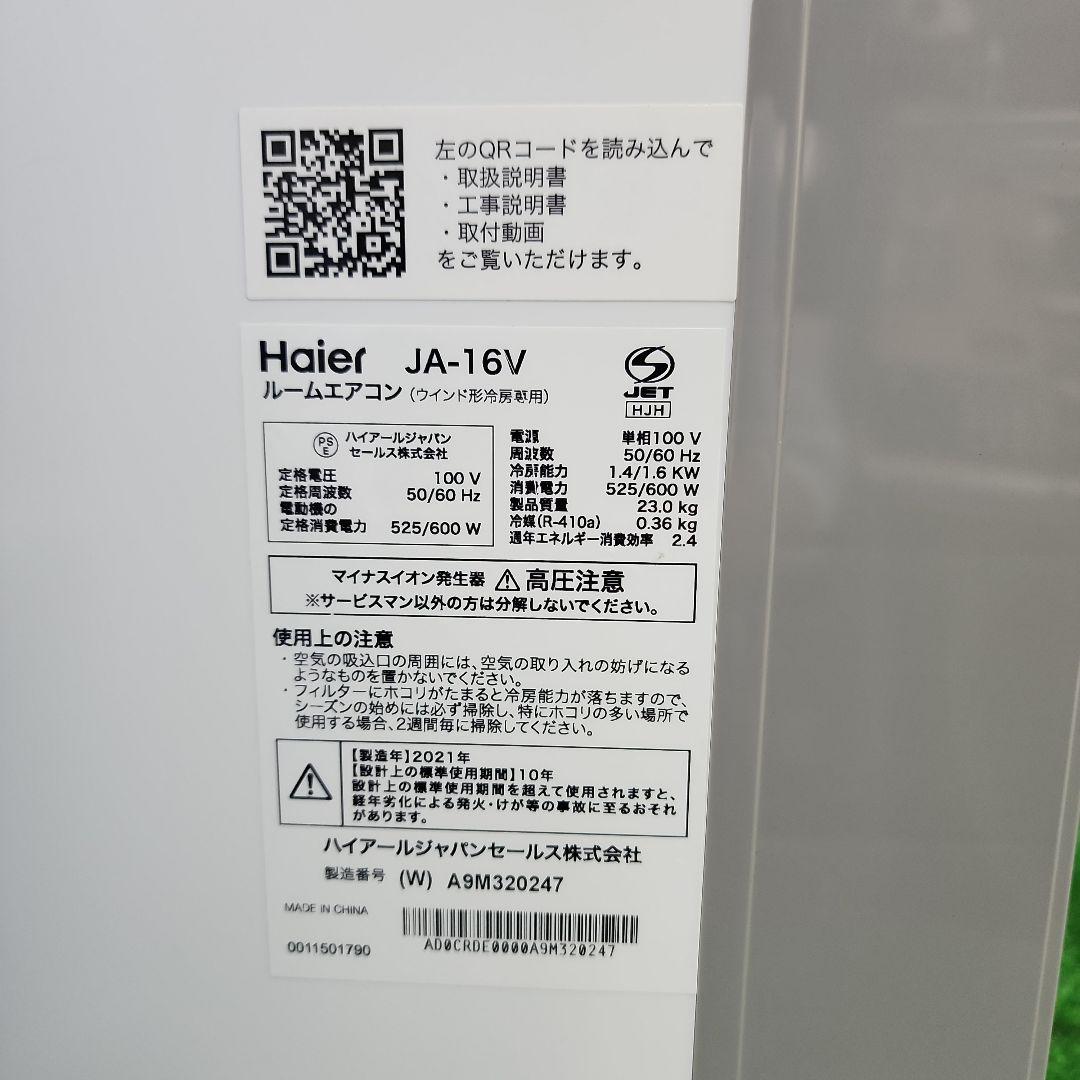 左のQRコードを読み込んで
・取扱説明書
・工事説明書
・取付動画
をご覧いただけます。
Haier JA-16V
ルームエアコン (ウインド形冷房専用)
JET
HJH
PS
E
ハイアールジャパン
セールス株式会社
定格電圧 100 V
定格周波数 50/60 Hz
電動機の
定格消費電力 525/600 W
電源 単相100 V
周波数 50/60 Hz
冷房能力 1.4/1.6 KW
消費電力 525/600 W
製品質量 23.0 kg
冷媒(R-410a) 0.36 kg
通年エネルギー消費効率 2.4
マイナスイオン発生器 ⚠ 高圧注意
※サービスマン以外の方は分解しないでください。
使用上の注意
・空気の吸込口の周囲には、空気の取り入れの妨げになる
ようなものを置かないでください。
・フィルターにホコリがたまると冷房能力が落ちますので、
シーズンの始めには必ず掃除し、特にホコリの多い場所で
使用する場合、2週間毎に掃除してください。
【製造年】2021年
【設計上の標準使用期間】10年
設計上の標準使用期間を超えて使用されますと、
経年劣化による発火・けが等の事故に至るおそれ
があります。
ハイアールジャパンセールス株式会社
製造番号 (W) A9M320247
MADE IN CHINA
0011501790
AD0CRDE0000A9M320247